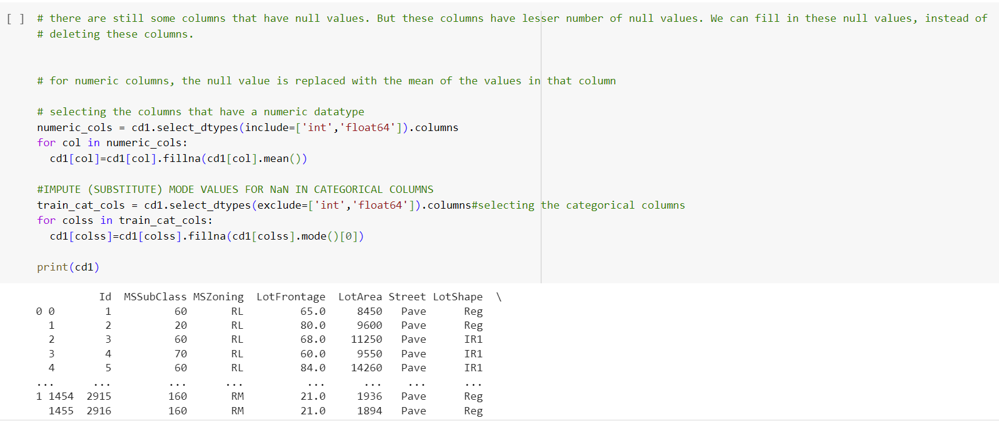 [ ] # there are still some columns that have null values. But these columns have lesser number of null values. We can fill in these null values, instead of
# deleting these columns.
# for numeric columns, the null value is replaced with the mean of the values in that column
# selecting the columns that have a numeric datatype
numeric_cols = cd1.select_dtypes(include=['int','float64']).columns
for col in numeric_cols:
  cd1[col]=cd1[col].fillna(cd1[col].mean())
#IMPUTE (SUBSTITUTE) MODE VALUES FOR NaN IN CATEGORICAL COLUMNS
train_cat_cols = cd1.select_dtypes(exclude=['int','float64']).columns#selecting the categorical columns
for colss in train_cat_cols:
  cd1[colss]=cd1[colss].fillna(cd1[colss].mode()[0])
print(cd1)
Id MSSubClass MSZoning LotFrontage LotArea Street LotShape \
0 0 1 60 RL 65.0 8450 Pave Reg
1 2 20 RL 80.0 9600 Pave Reg
2 3 60 RL 68.0 11250 Pave IR1
3 4 70 RL 60.0 9550 Pave IR1
4 5 60 RL 84.0 14260 Pave IR1
... ... ... ... ... ... ... ...
1 1454 2915 160 RM 21.0 1936 Pave Reg
1455 2916 160 RM 21.0 1894 Pave Reg